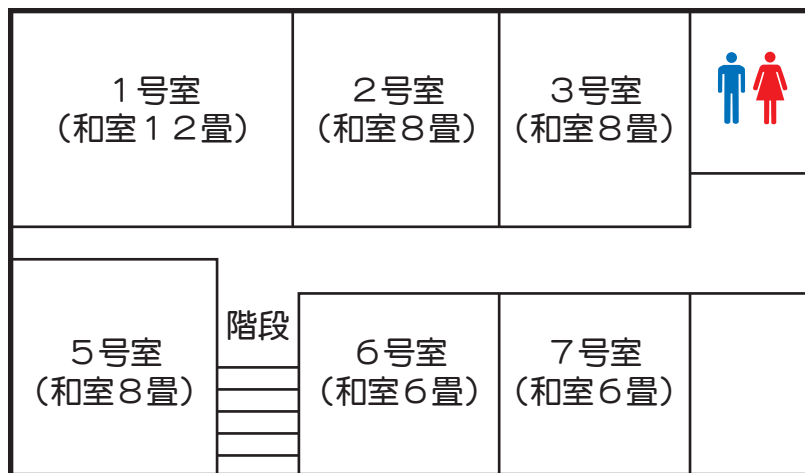 １号室
（和室１２畳）
２号室
（和室８畳）
３号室
（和室８畳）
５号室
（和室８畳）
階段
６号室
（和室６畳）
７号室
（和室６畳）